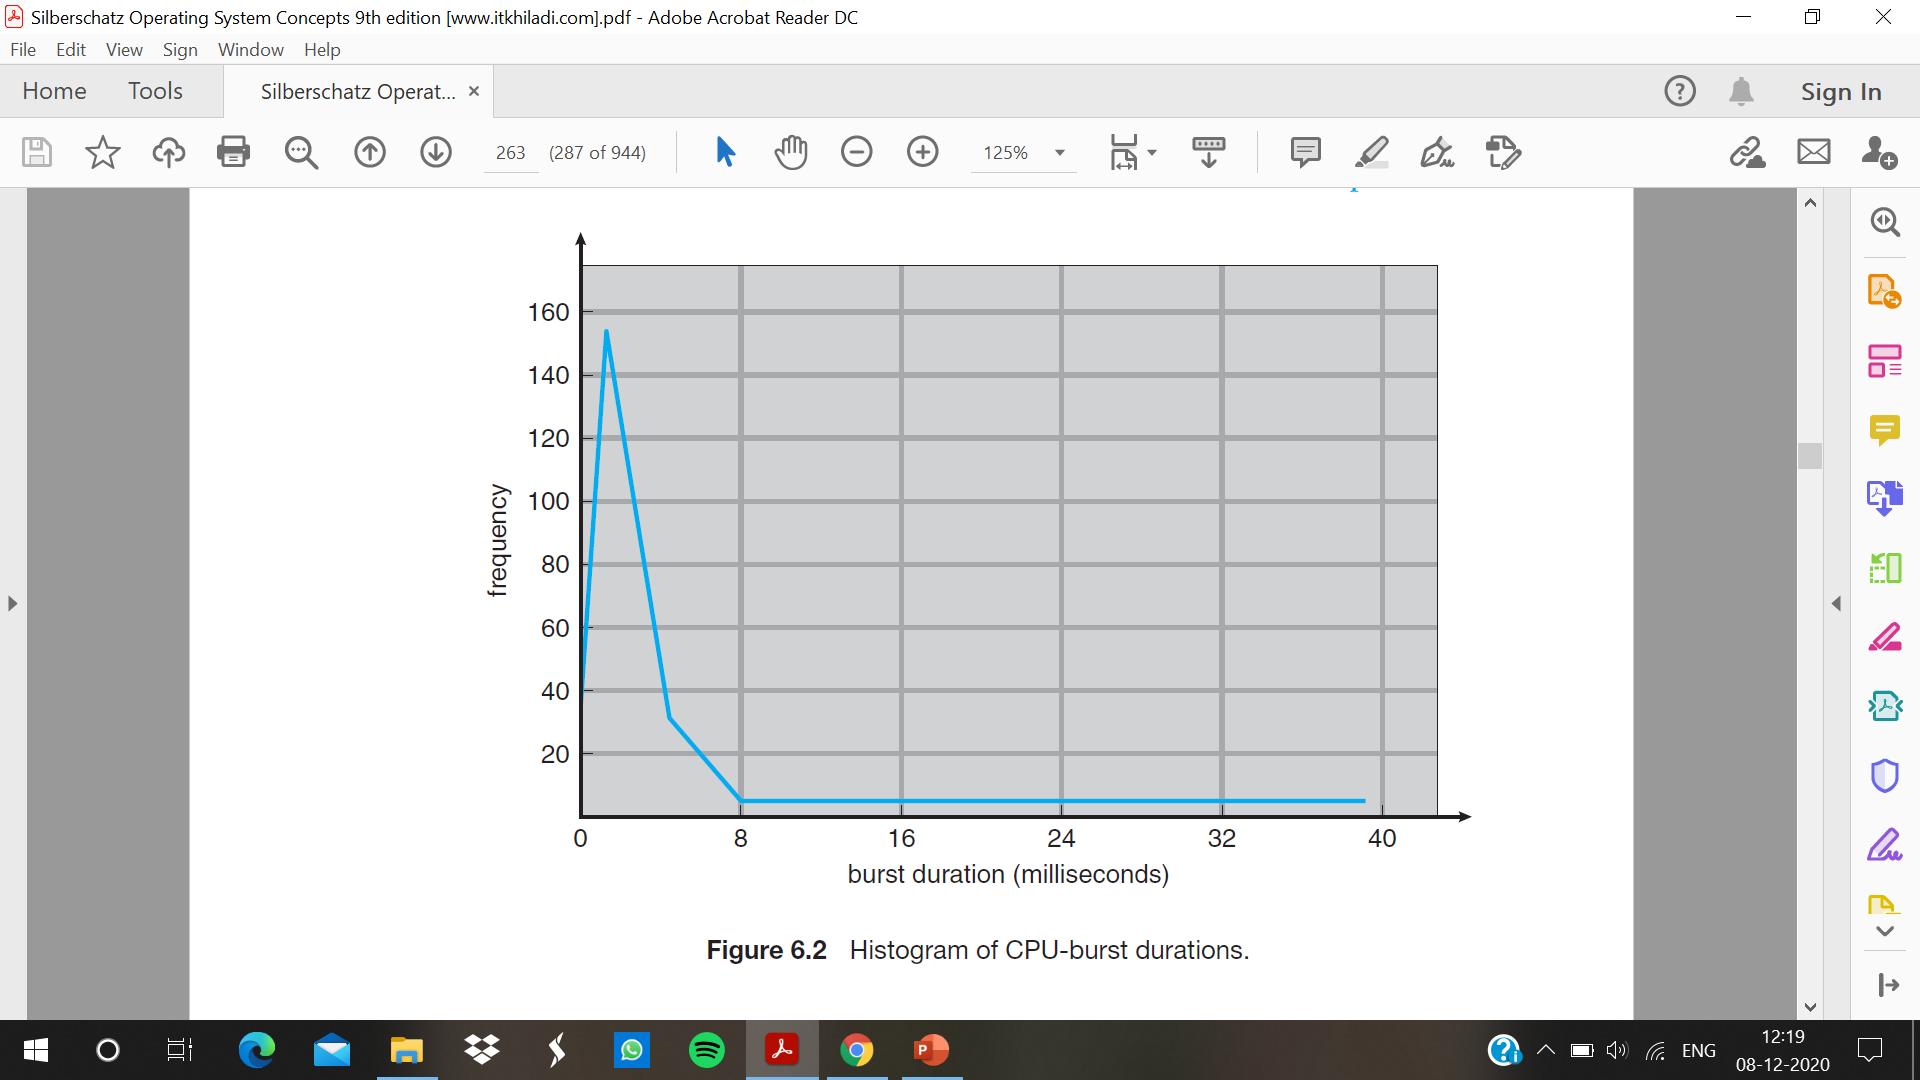 Silberschatz Operating System Concepts 9th edition [www.itkhiladi.com].pdf - Adobe Acrobat Reader DC
File Edit View Sign Window Help
Home Tools Silberschatz Operat... × Sign In
263 (287 of 944) 125%
160
140
120
100
80
60
40
20
frequency
0 8 16 24 32 40
burst duration (milliseconds)
Figure 6.2 Histogram of CPU-burst durations.
ENG 12:19
08-12-2020